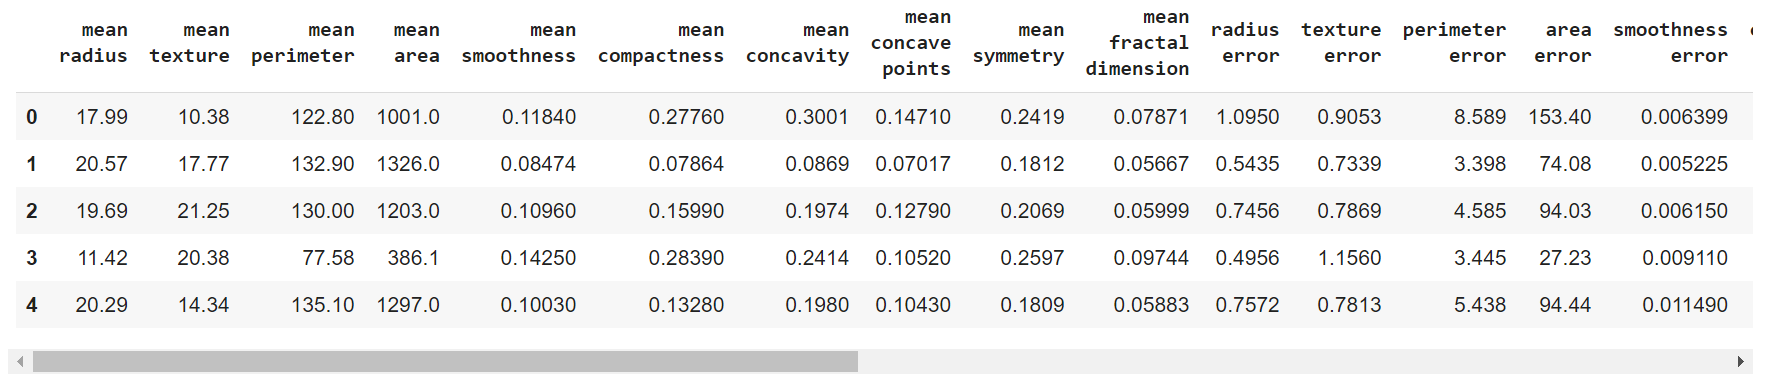 mean radius mean texture mean perimeter mean area mean smoothness mean compactness mean concavity mean concave points mean symmetry mean fractal dimension radius error texture error perimeter error area error smoothness error
0 17.99 10.38 122.80 1001.0 0.11840 0.27760 0.3001 0.14710 0.2419 0.07871 1.0950 0.9053 8.589 153.40 0.006399
1 20.57 17.77 132.90 1326.0 0.08474 0.07864 0.0869 0.07017 0.1812 0.05667 0.5435 0.7339 3.398 74.08 0.005225
2 19.69 21.25 130.00 1203.0 0.10960 0.15990 0.1974 0.12790 0.2069 0.05999 0.7456 0.7869 4.585 94.03 0.006150
3 11.42 20.38 77.58 386.1 0.14250 0.28390 0.2414 0.10520 0.2597 0.09744 0.4956 1.1560 3.445 27.23 0.009110
4 20.29 14.34 135.10 1297.0 0.10030 0.13280 0.1980 0.10430 0.1809 0.05883 0.7572 0.7813 5.438 94.44 0.011490